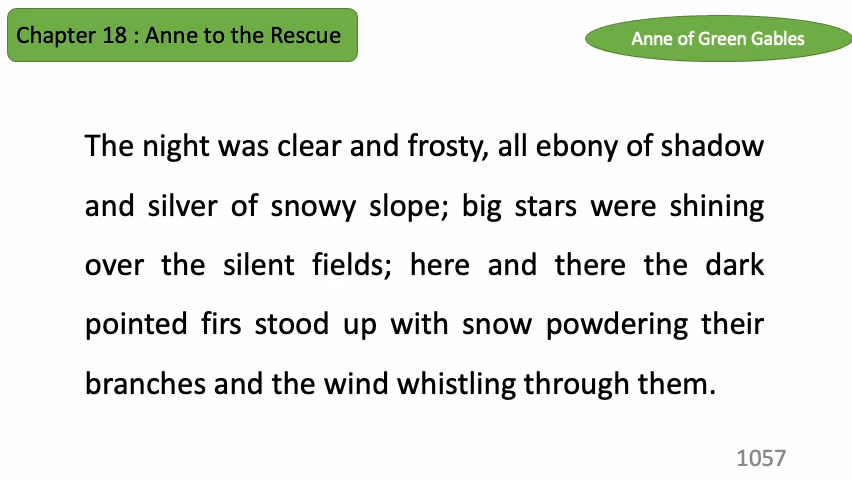 Chapter 18 : Anne to the Rescue
Anne of Green Gables
The night was clear and frosty, all ebony of shadow
and silver of snowy slope; big stars were shining
over the silent fields; here and there the dark
pointed firs stood up with snow powdering their
branches and the wind whistling through them.
1057